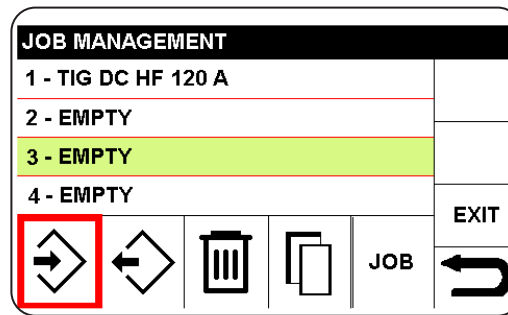 JOB MANAGEMENT
1 - TIG DC HF 120 A
2 - EMPTY
3 - EMPTY
4 - EMPTY
EXIT
JOB